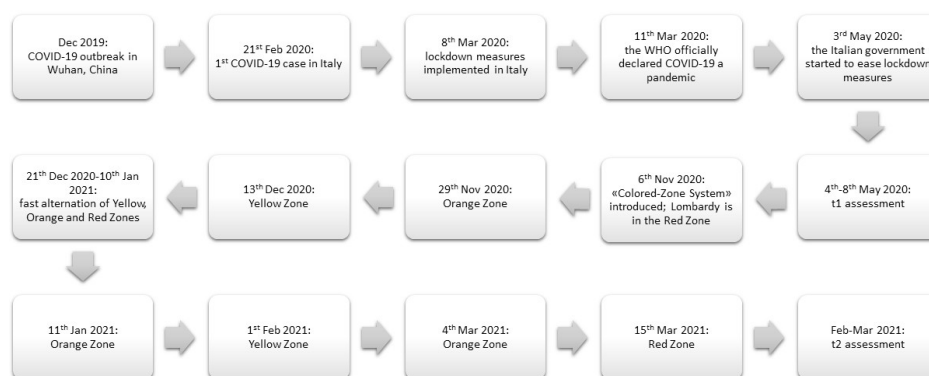 Dec 2019:
COVID-19 outbreak in
Wuhan, China
21st Feb 2020:
1st COVID-19 case in Italy
8th Mar 2020:
lockdown measures
implemented in Italy
11th Mar 2020:
the WHO officially
declared COVID-19 a
pandemic
3rd May 2020:
the Italian government
started to ease lockdown
measures
4th-8th May 2020:
t1 assessment
6th Nov 2020:
«Colored-Zone System»
introduced; Lombardy is
in the Red Zone
29th Nov 2020:
Orange Zone
13th Dec 2020:
Yellow Zone
21th Dec 2020-10th Jan
2021:
fast alternation of Yellow,
Orange and Red Zones
11th Jan 2021:
Orange Zone
1st Feb 2021:
Yellow Zone
4th Mar 2021:
Orange Zone
15th Mar 2021:
Red Zone
Feb-Mar 2021:
t2 assessment